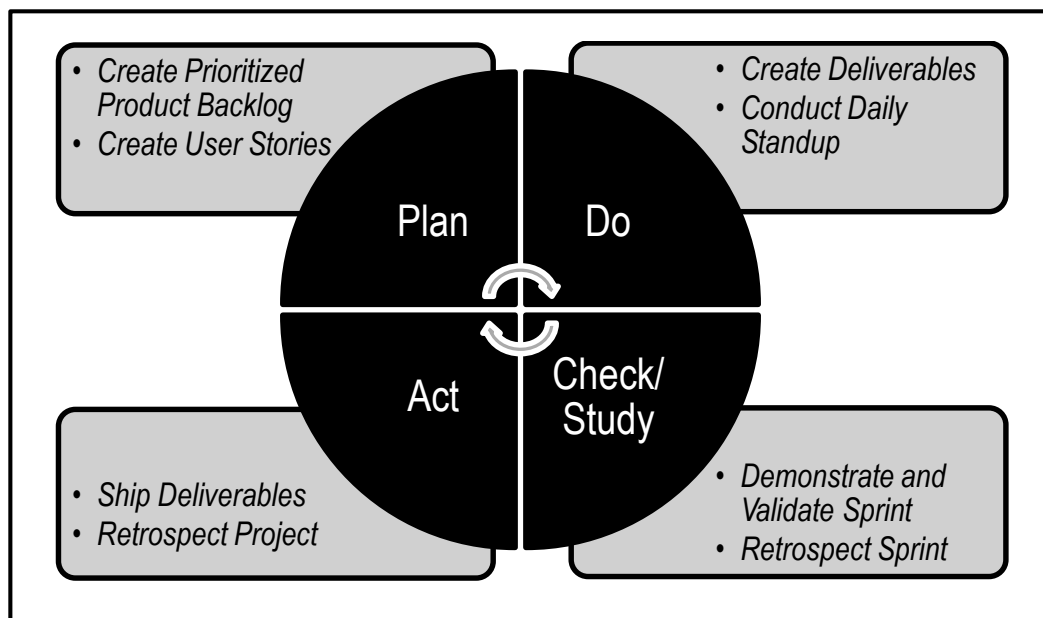 • Create Prioritized
Product Backlog
• Create User Stories
• Create Deliverables
• Conduct Daily
Standup
Plan
Do
Act
Check/
Study
• Ship Deliverables
• Retrospect Project
• Demonstrate and
Validate Sprint
• Retrospect Sprint